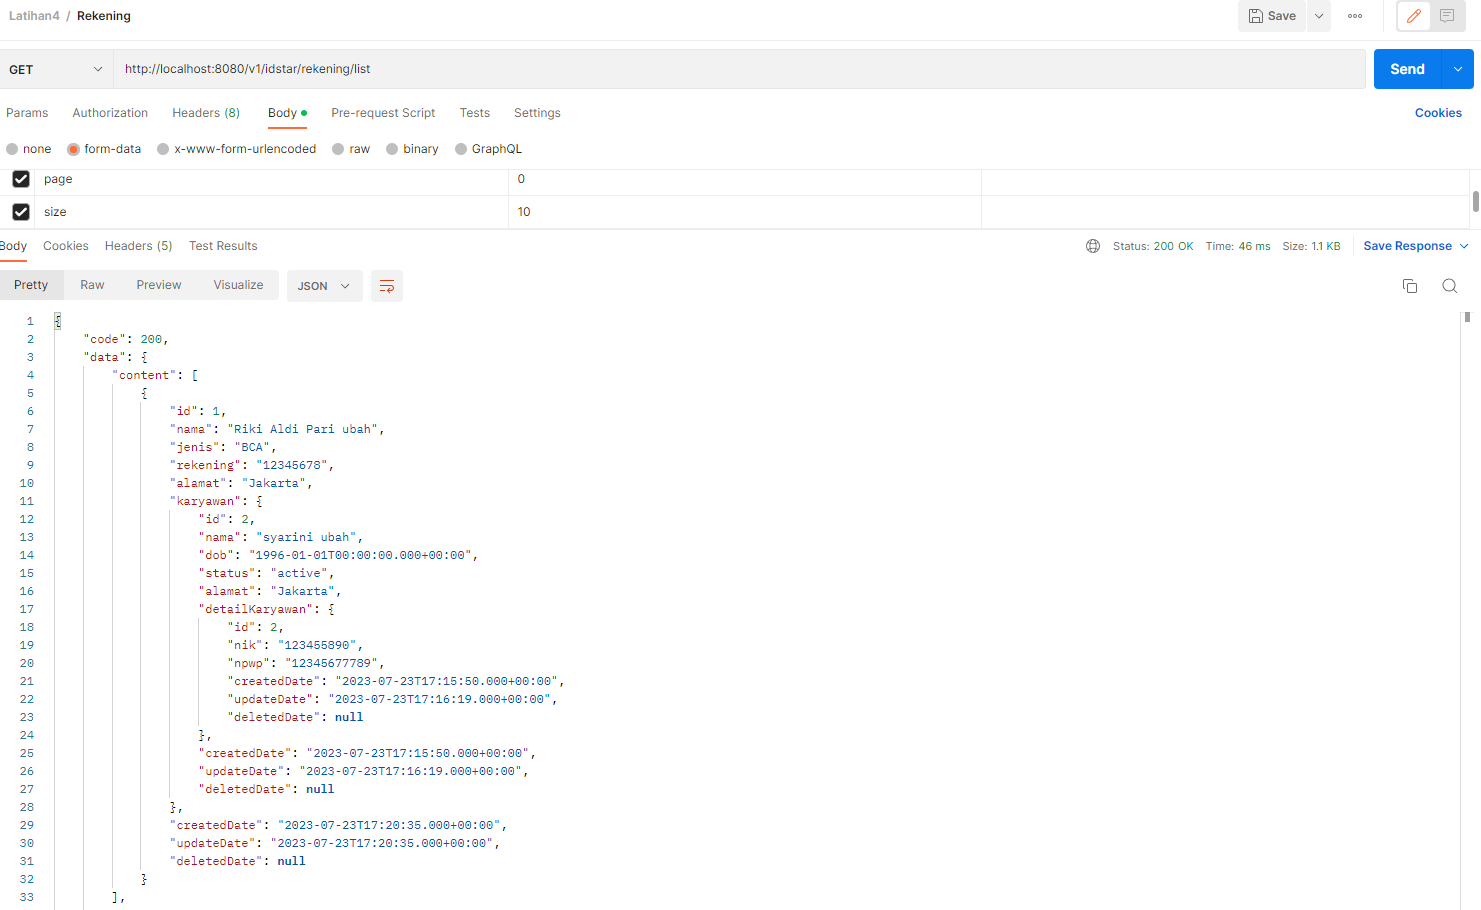 Latihan4 / Rekening
Save
GET http://localhost:8080/v1/idstar/rekening/list Send
Params Authorization Headers (8) Body Pre-request Script Tests Settings Cookies
none form-data x-www-form-urlencoded raw binary GraphQL
page 0
size 10
Body Cookies Headers (5) Test Results Status: 200 OK Time: 46 ms Size: 1.1 KB Save Response
Pretty Raw Preview Visualize JSON
1 {
2 "code": 200,
3 "data": {
4 "content": [
5 {
6 "id": 1,
7 "nama": "Riki Aldi Pari ubah",
8 "jenis": "BCA",
9 "rekening": "12345678",
10 "alamat": "Jakarta",
11 "karyawan": {
12 "id": 2,
13 "nama": "syarini ubah",
14 "dob": "1996-01-01T00:00:00.000+00:00",
15 "status": "active",
16 "alamat": "Jakarta",
17 "detailKaryawan": {
18 "id": 2,
19 "nik": "123455890",
20 "npwp": "12345677789",
21 "createdDate": "2023-07-23T17:15:50.000+00:00",
22 "updateDate": "2023-07-23T17:16:19.000+00:00",
23 "deletedDate": null
24 },
25 "createdDate": "2023-07-23T17:15:50.000+00:00",
26 "updateDate": "2023-07-23T17:16:19.000+00:00",
27 "deletedDate": null
28 },
29 "createdDate": "2023-07-23T17:20:35.000+00:00",
30 "updateDate": "2023-07-23T17:20:35.000+00:00",
31 "deletedDate": null
32 }
33 ],